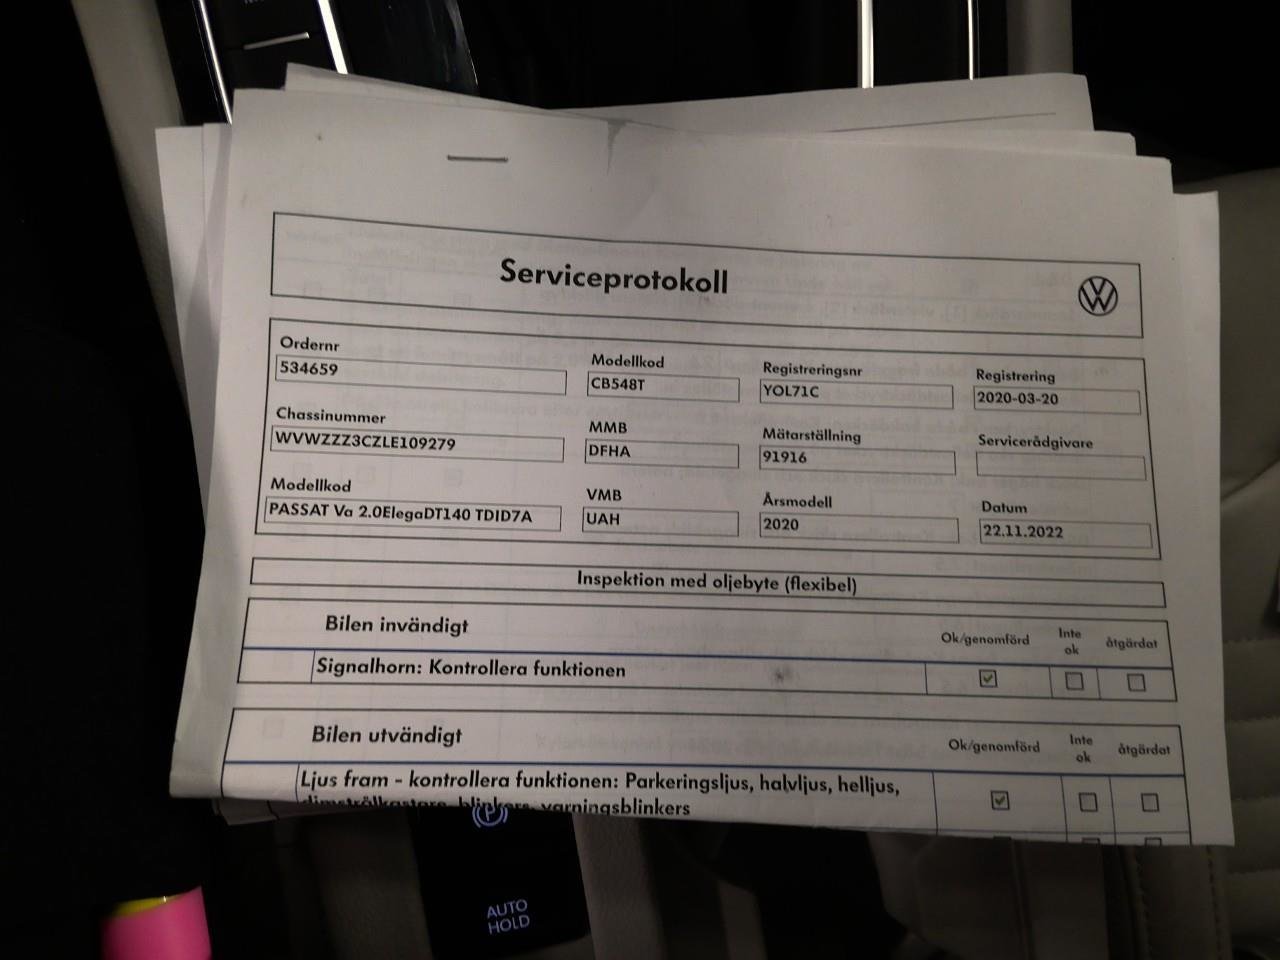 Serviceprotokoll
Ordernr
534659
Modellkod
CB548T
Registreringsnr
YOL71C
Registrering
2020-03-20
Chassinummer
WVWZZZ3CZLE109279
MMB
DFHA
Mätarställning
91916
Servicerådgivare
Modellkod
PASSAT Va 2.0ElegaDT140 TDID7A
VMB
UAH
Årsmodell
2020
Datum
22.11.2022
Inspektion med oljebyte (flexibel)
Bilen invändigt
Ok/genomförd
Inte ok
åtgärdat
Signalhorn: Kontrollera funktionen
Bilen utvändigt
Ok/genomförd
Inte ok
åtgärdat
Ljus fram - kontrollera funktionen: Parkeringsljus, halvljus, helljus,
dimstrålkastare, blinkers, varningsblinkers
AUTO
HOLD